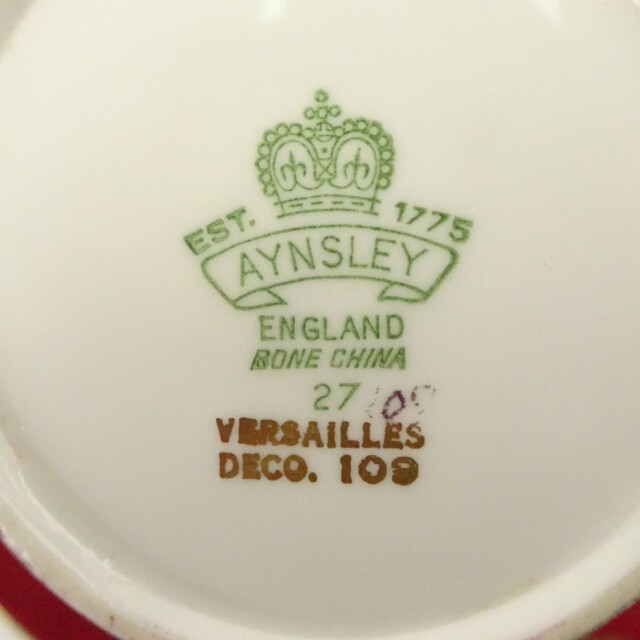 EST. 1775
AYNSLEY
ENGLAND
BONE CHINA
27
VERSAILLES
DECO. 109